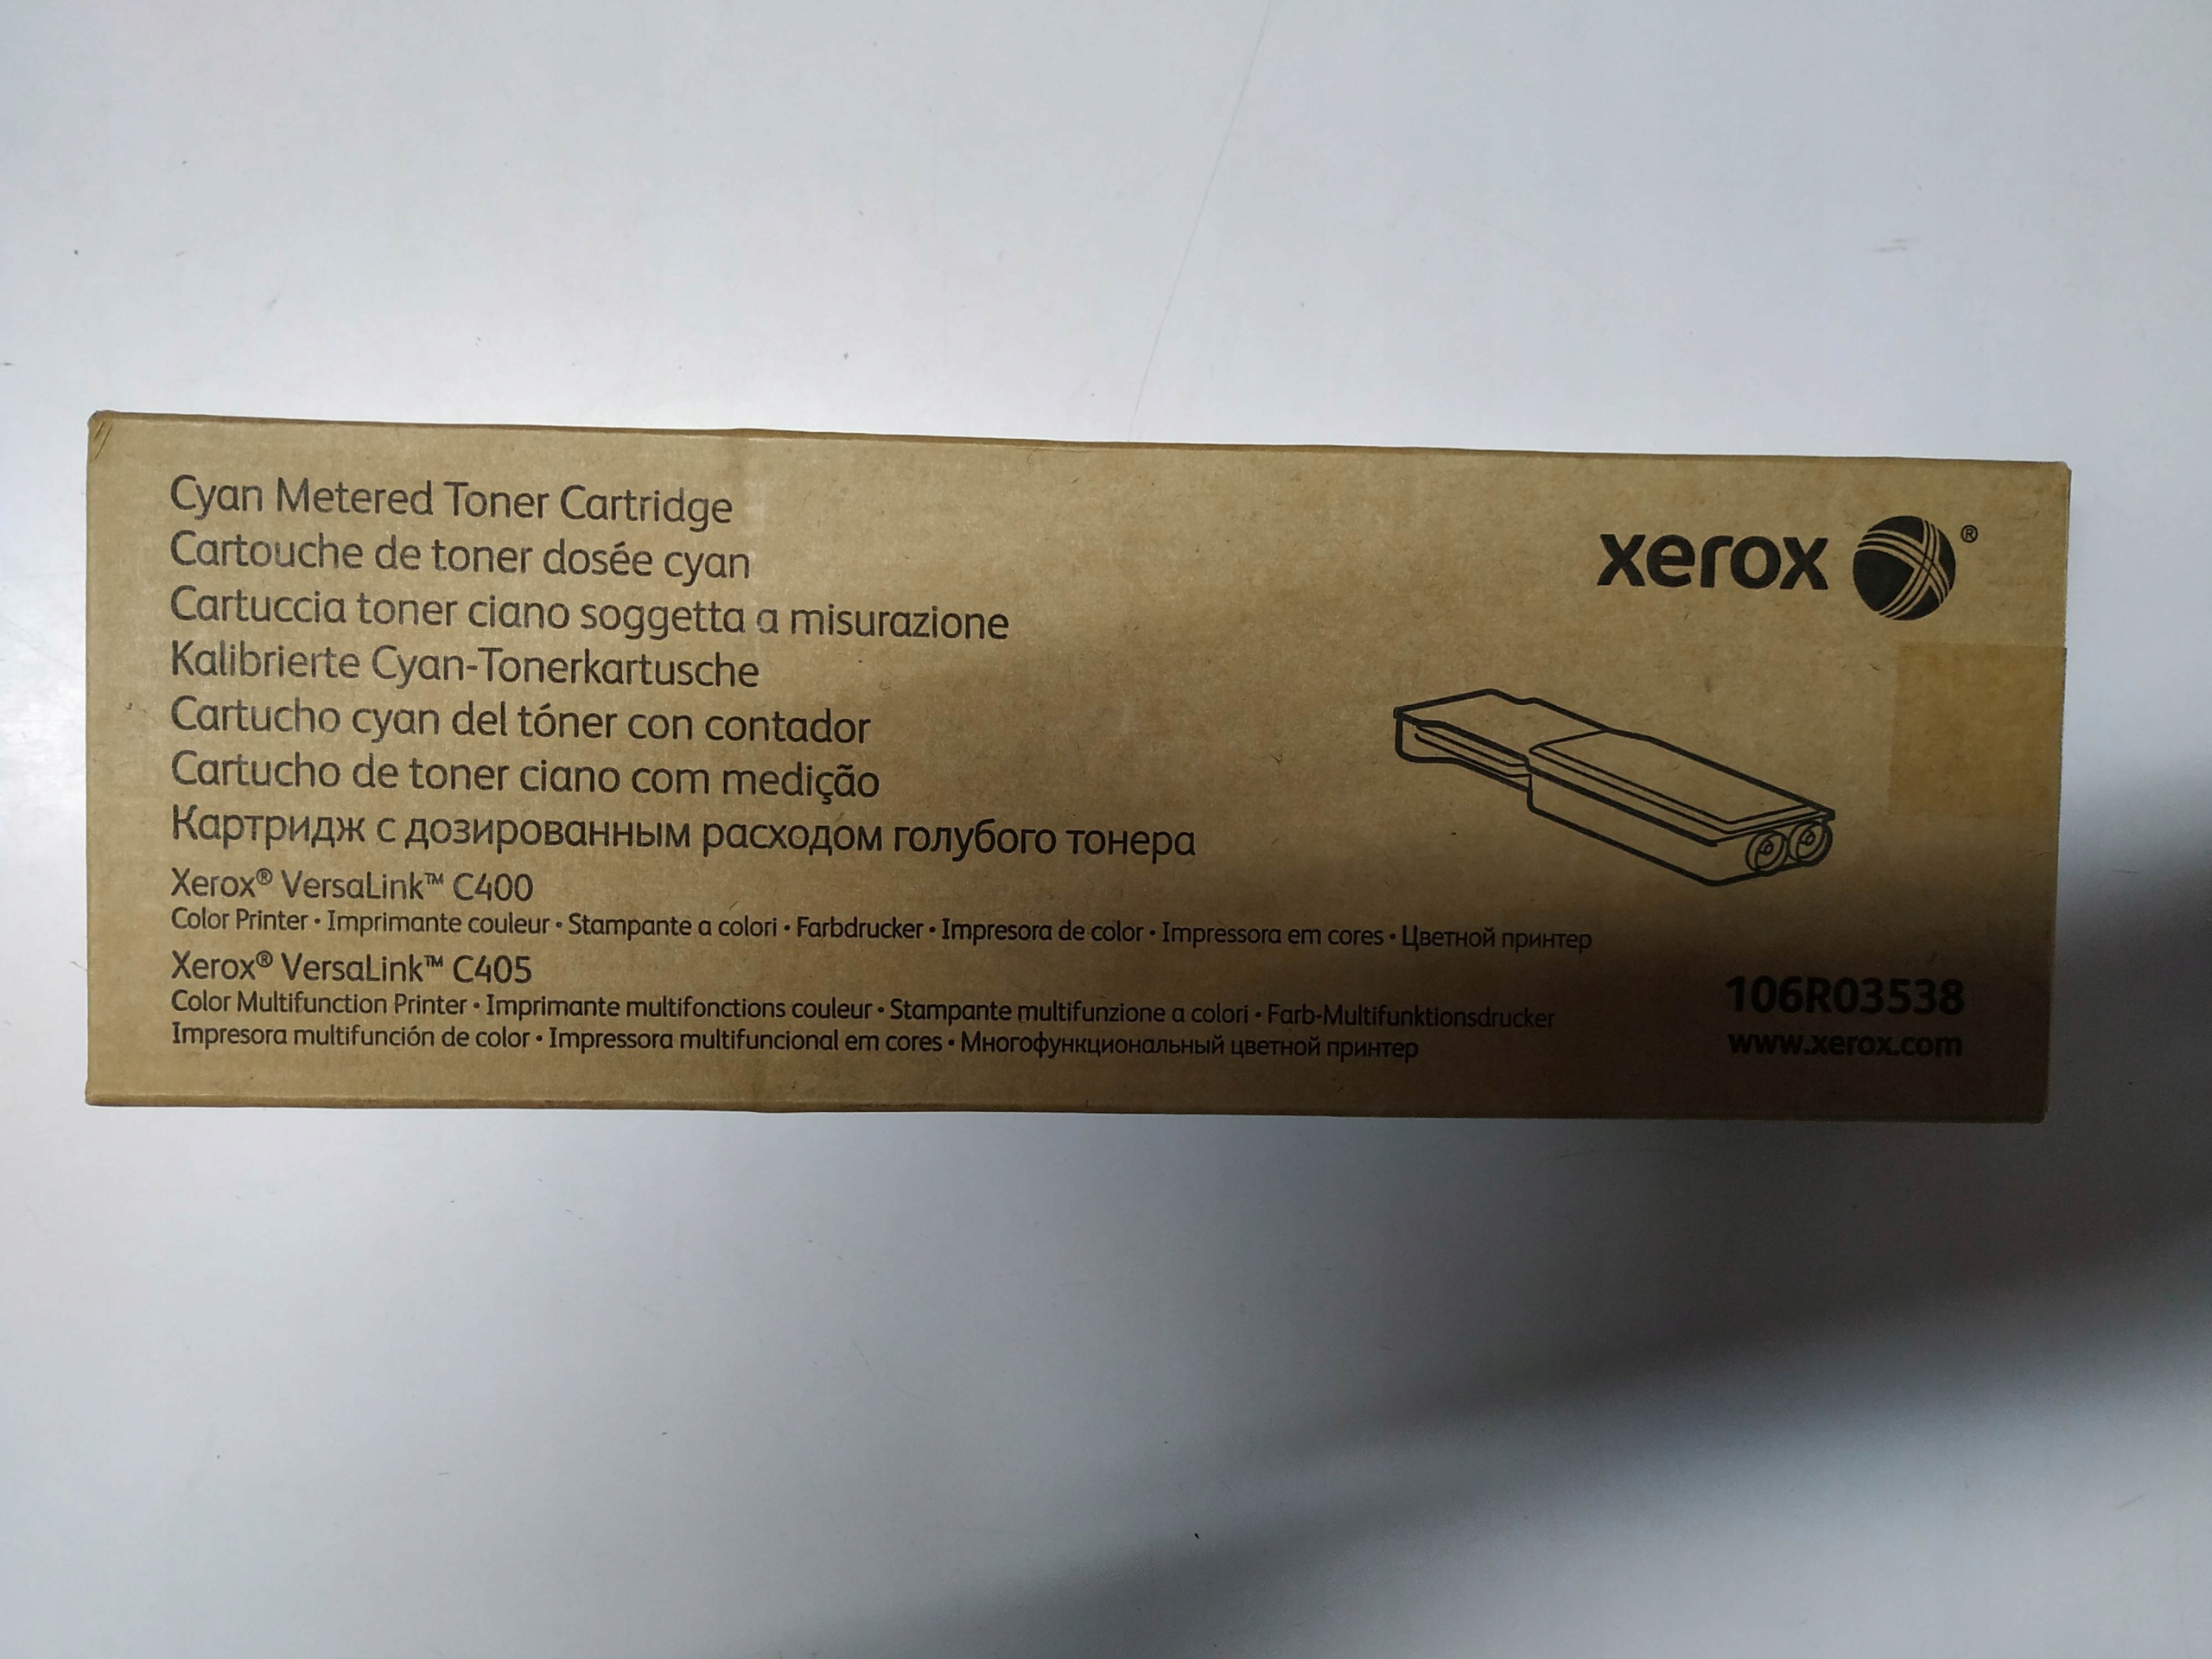 Cyan Metered Toner Cartridge
Cartouche de toner dosée cyan
Cartuccia toner ciano soggetta a misurazione
Kalibrierte Cyan-Tonerkartusche
Cartucho cyan del tóner con contador
Cartucho de toner ciano com medição
Картридж с дозированным расходом голубого тонера
Xerox® VersaLink™ C400
Color Printer • Imprimante couleur • Stampante a colori • Farbdrucker • Impresora de color • Impressora em cores • Цветной принтер
Xerox® VersaLink™ C405
Color Multifunction Printer • Imprimante multifonctions couleur • Stampante multifunzione a colori • Farb-Multifunktionsdrucker
Impresora multifunción de color • Impressora multifuncional em cores • Многофункциональный цветной принтер
xerox ®
106R03538
www.xerox.com